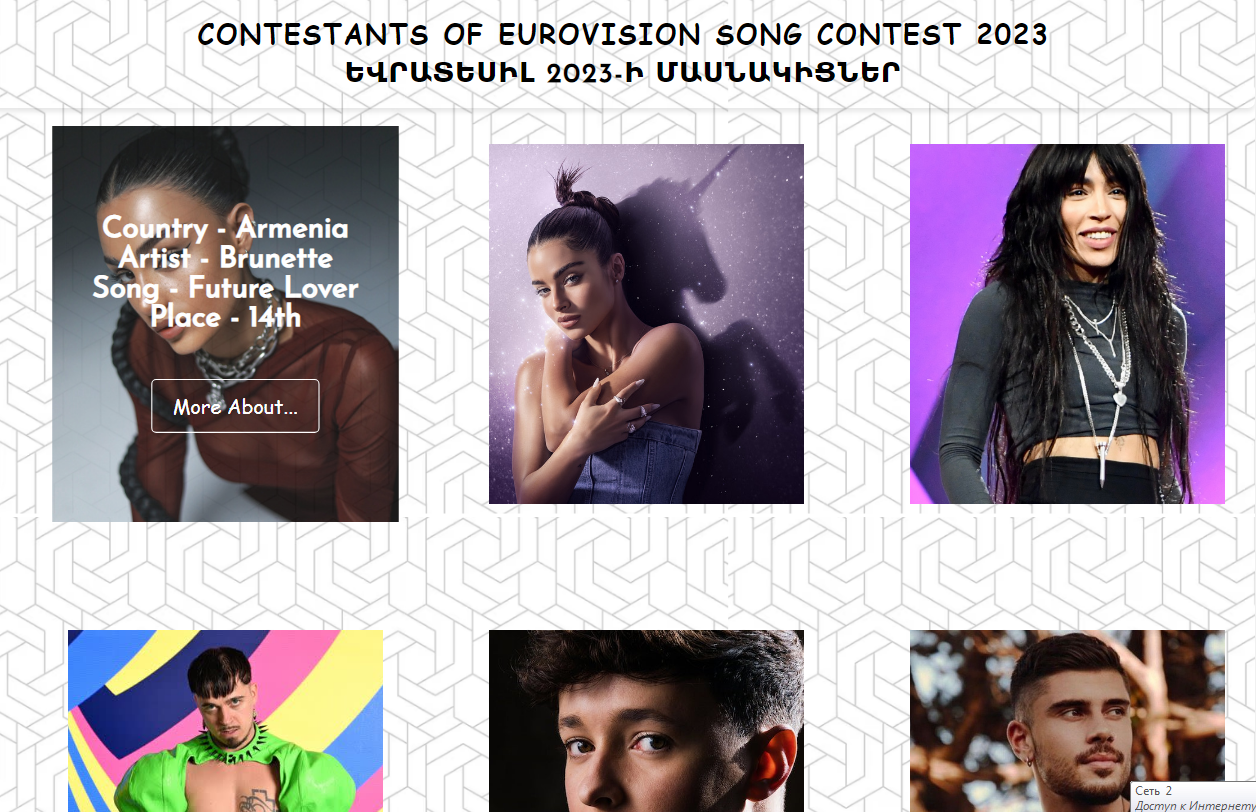 CONTESTANTS OF EUROVISION SONG CONTEST 2023
ԵՎՐԱՏԵՍԻԼ 2023-Ի ՄԱՍՆԱԿԻՑՆԵՐ
Country - Armenia
Artist - Brunette
Song - Future Lover
Place - 14th
More About...
Сеть 2
Доступ к Интернету